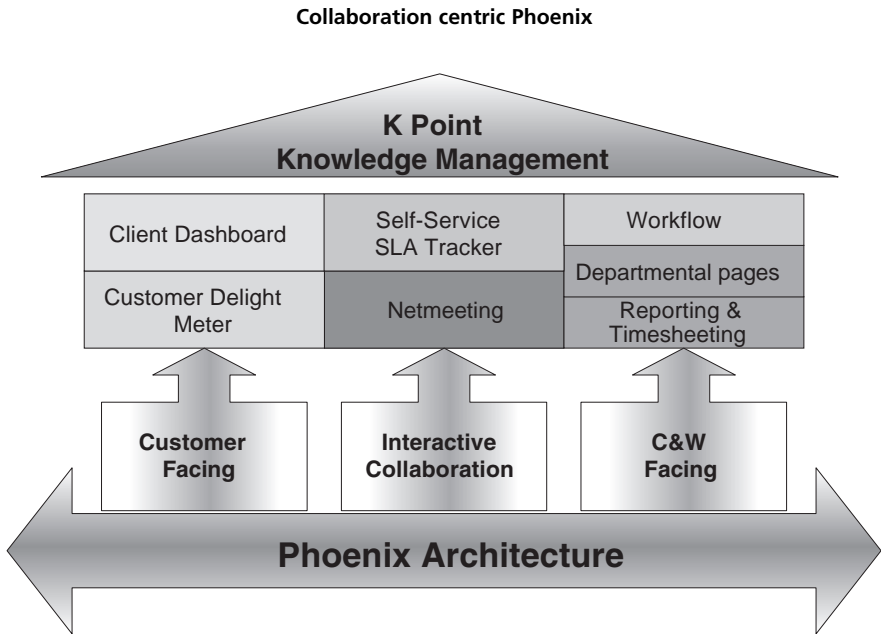 Collaboration centric Phoenix
K Point
Knowledge Management
Client Dashboard
Customer Delight
Meter
Self-Service
SLA Tracker
Netmeeting
Workflow
Departmental pages
Reporting &
Timesheeting
Customer
Facing
Interactive
Collaboration
C&W
Facing
Phoenix Architecture